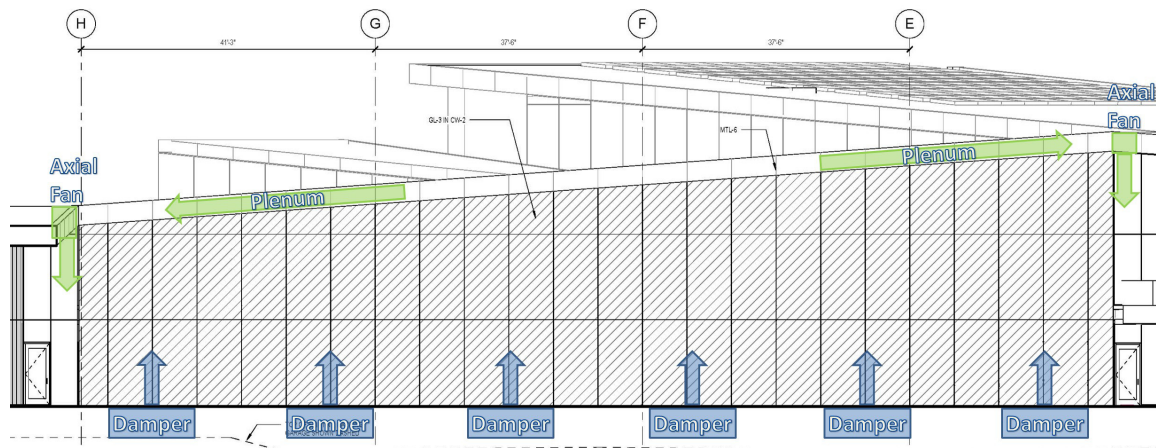 H
G
F
E
41'-3"
37'-6"
37'-6"
Axial
Fan
GL-3 IN CW-2
MTL-6
Axial
Fan
Plenum
Plenum
Damper
Damper
Damper
Damper
Damper
Damper